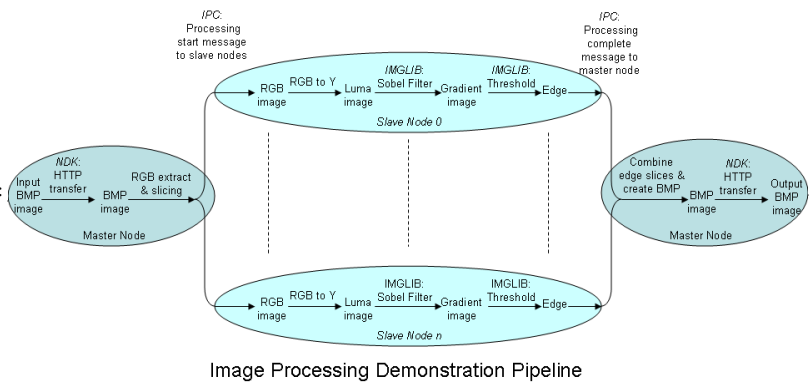 IPC:
Processing
start message
to slave nodes
IPC:
Processing
complete
message to
master node
RGB
image
RGB to Y
Luma
image
IMGLIB:
Sobel Filter
Gradient
image
IMGLIB:
Threshold
Edge
Slave Node 0
Input
BMP
image
NDK:
HTTP
transfer
BMP
image
RGB extract
& slicing
Master Node
Combine
edge slices &
create BMP
BMP
image
NDK:
HTTP
transfer
Output
BMP
image
Master Node
RGB
image
RGB to Y
Luma
image
IMGLIB:
Sobel Filter
Gradient
image
IMGLIB:
Threshold
Edge
Slave Node n
Image Processing Demonstration Pipeline